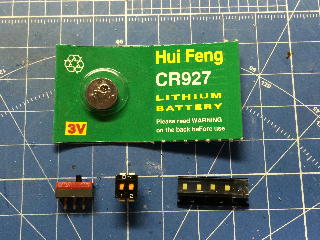 Hui Feng
CR927
LITHIUM
BATTERY
Please read WARNING
on the back before use
3V